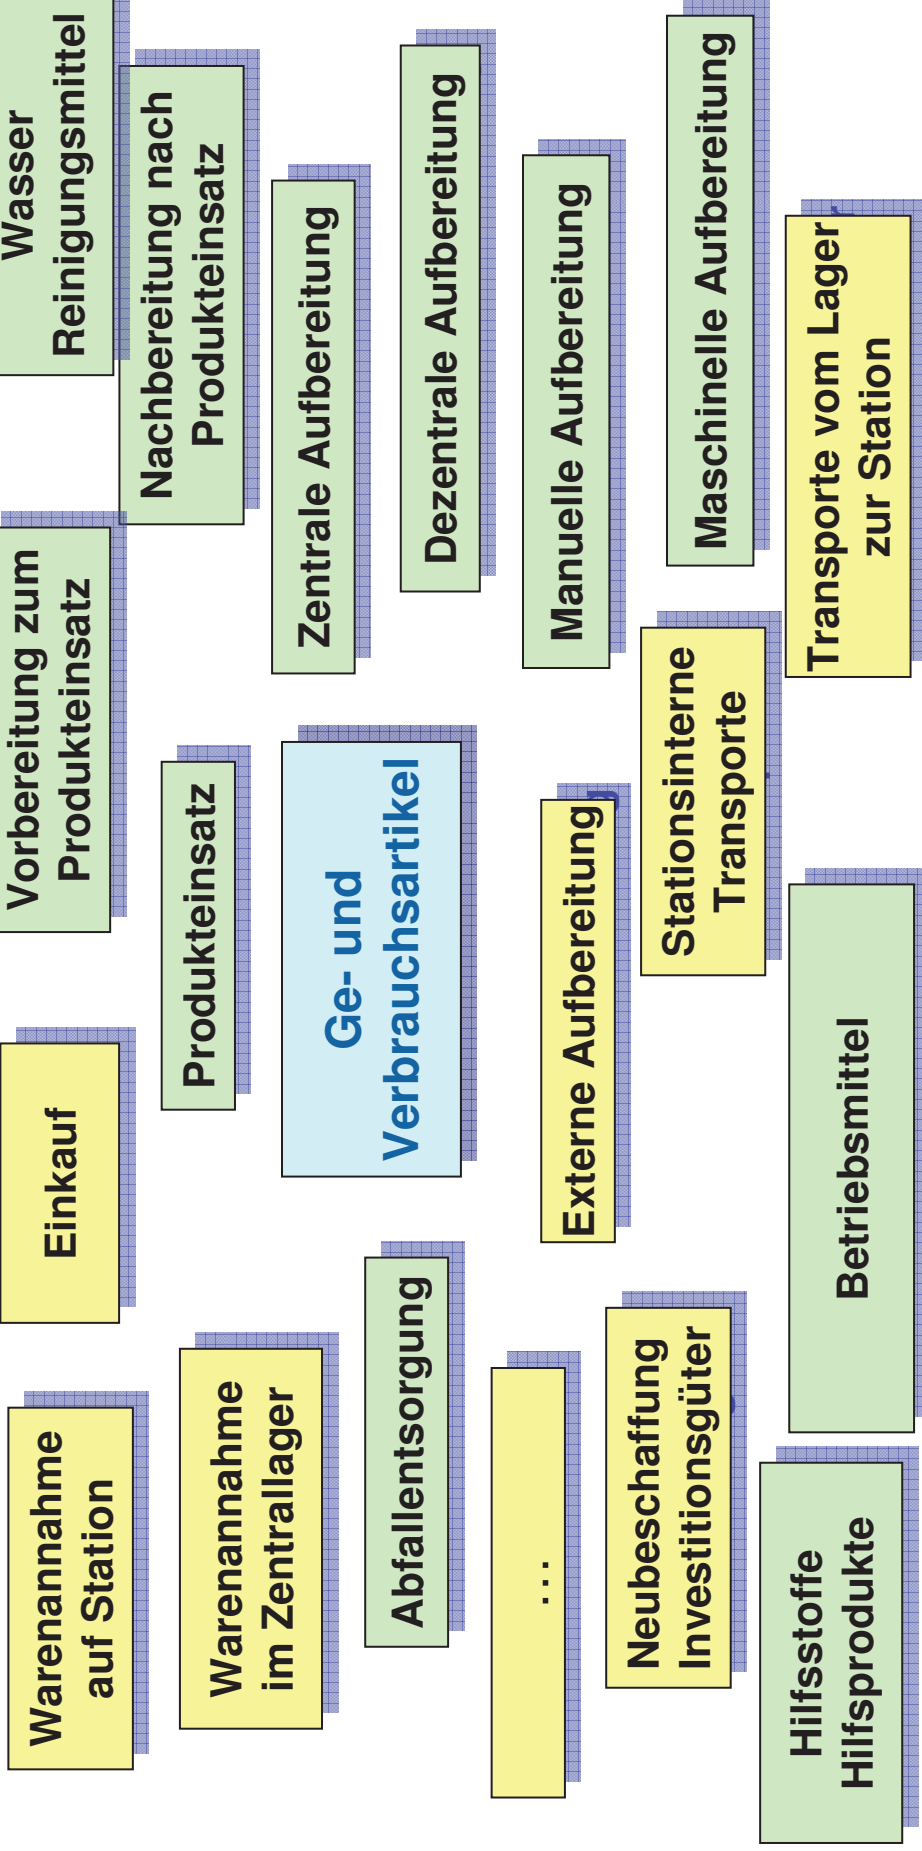 Warenannahme
auf Station
Einkauf
Vorbereitung zum
Produkteinsatz
Wasser
Reinigungsmittel
Warenannahme
im Zentrallager
Produkteinsatz
Nachbereitung nach
Produkteinsatz
Abfallentsorgung
Ge- und
Verbrauchsartikel
Zentrale Aufbereitung
Dezentrale Aufbereitung
...
Externe Aufbereitung
Manuelle Aufbereitung
Neubeschaffung
Investitionsgüter
Stationsinterne
Transporte
Maschinelle Aufbereitung
Hilfsstoffe
Hilfsprodukte
Betriebsmittel
Transporte vom Lager
zur Station